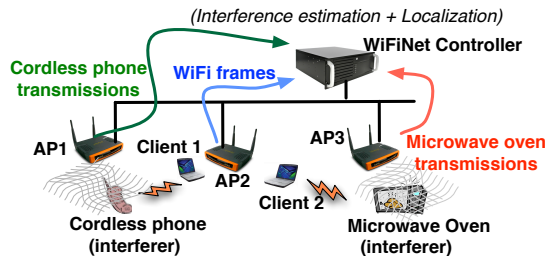 (Interference estimation + Localization)
WiFiNet Controller
Cordless phone
transmissions
WiFi frames
AP1
Client 1
AP2
AP3
Microwave oven
transmissions
Client 2
Cordless phone
(interferer)
Microwave Oven
(interferer)